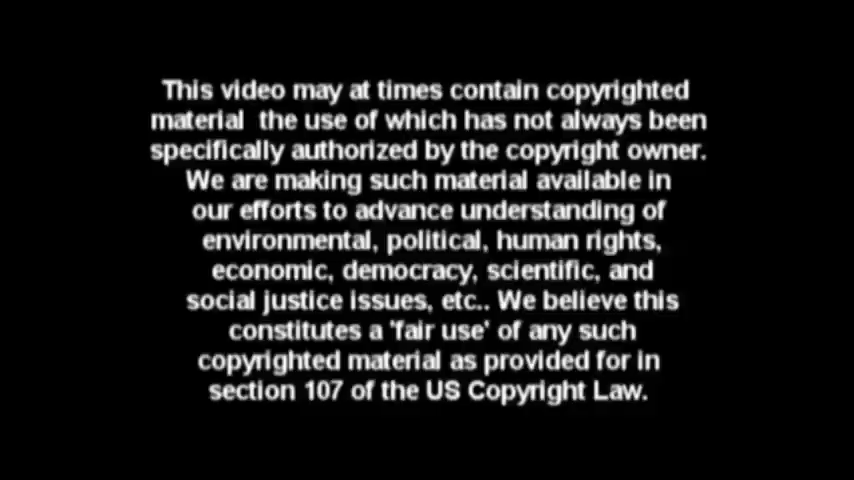 This video may at times contain copyrighted
material  the use of which has not always been
specifically authorized by the copyright owner.
We are making such material available in
our efforts to advance understanding of
environmental, political, human rights,
economic, democracy, scientific, and
social justice issues, etc.. We believe this
constitutes a 'fair use' of any such
copyrighted material as provided for in
section 107 of the US Copyright Law.